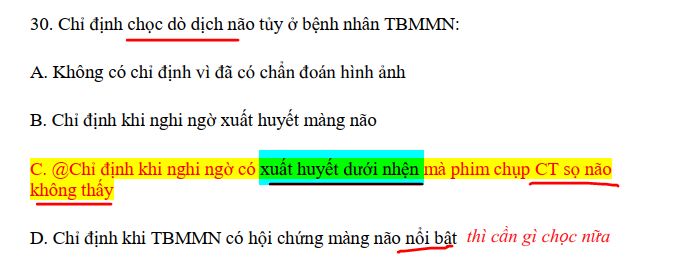 30. Chỉ định chọc dò dịch não tủy ở bệnh nhân TBMMN:
A. Không có chỉ định vì đã có chẩn đoán hình ảnh
B. Chỉ định khi nghi ngờ xuất huyết màng não
C. @Chỉ định khi nghi ngờ có xuất huyết dưới nhện mà phim chụp CT sọ não
không thấy
D. Chỉ định khi TBMMN có hội chứng màng não nổi bật thì cần gì chọc nữa